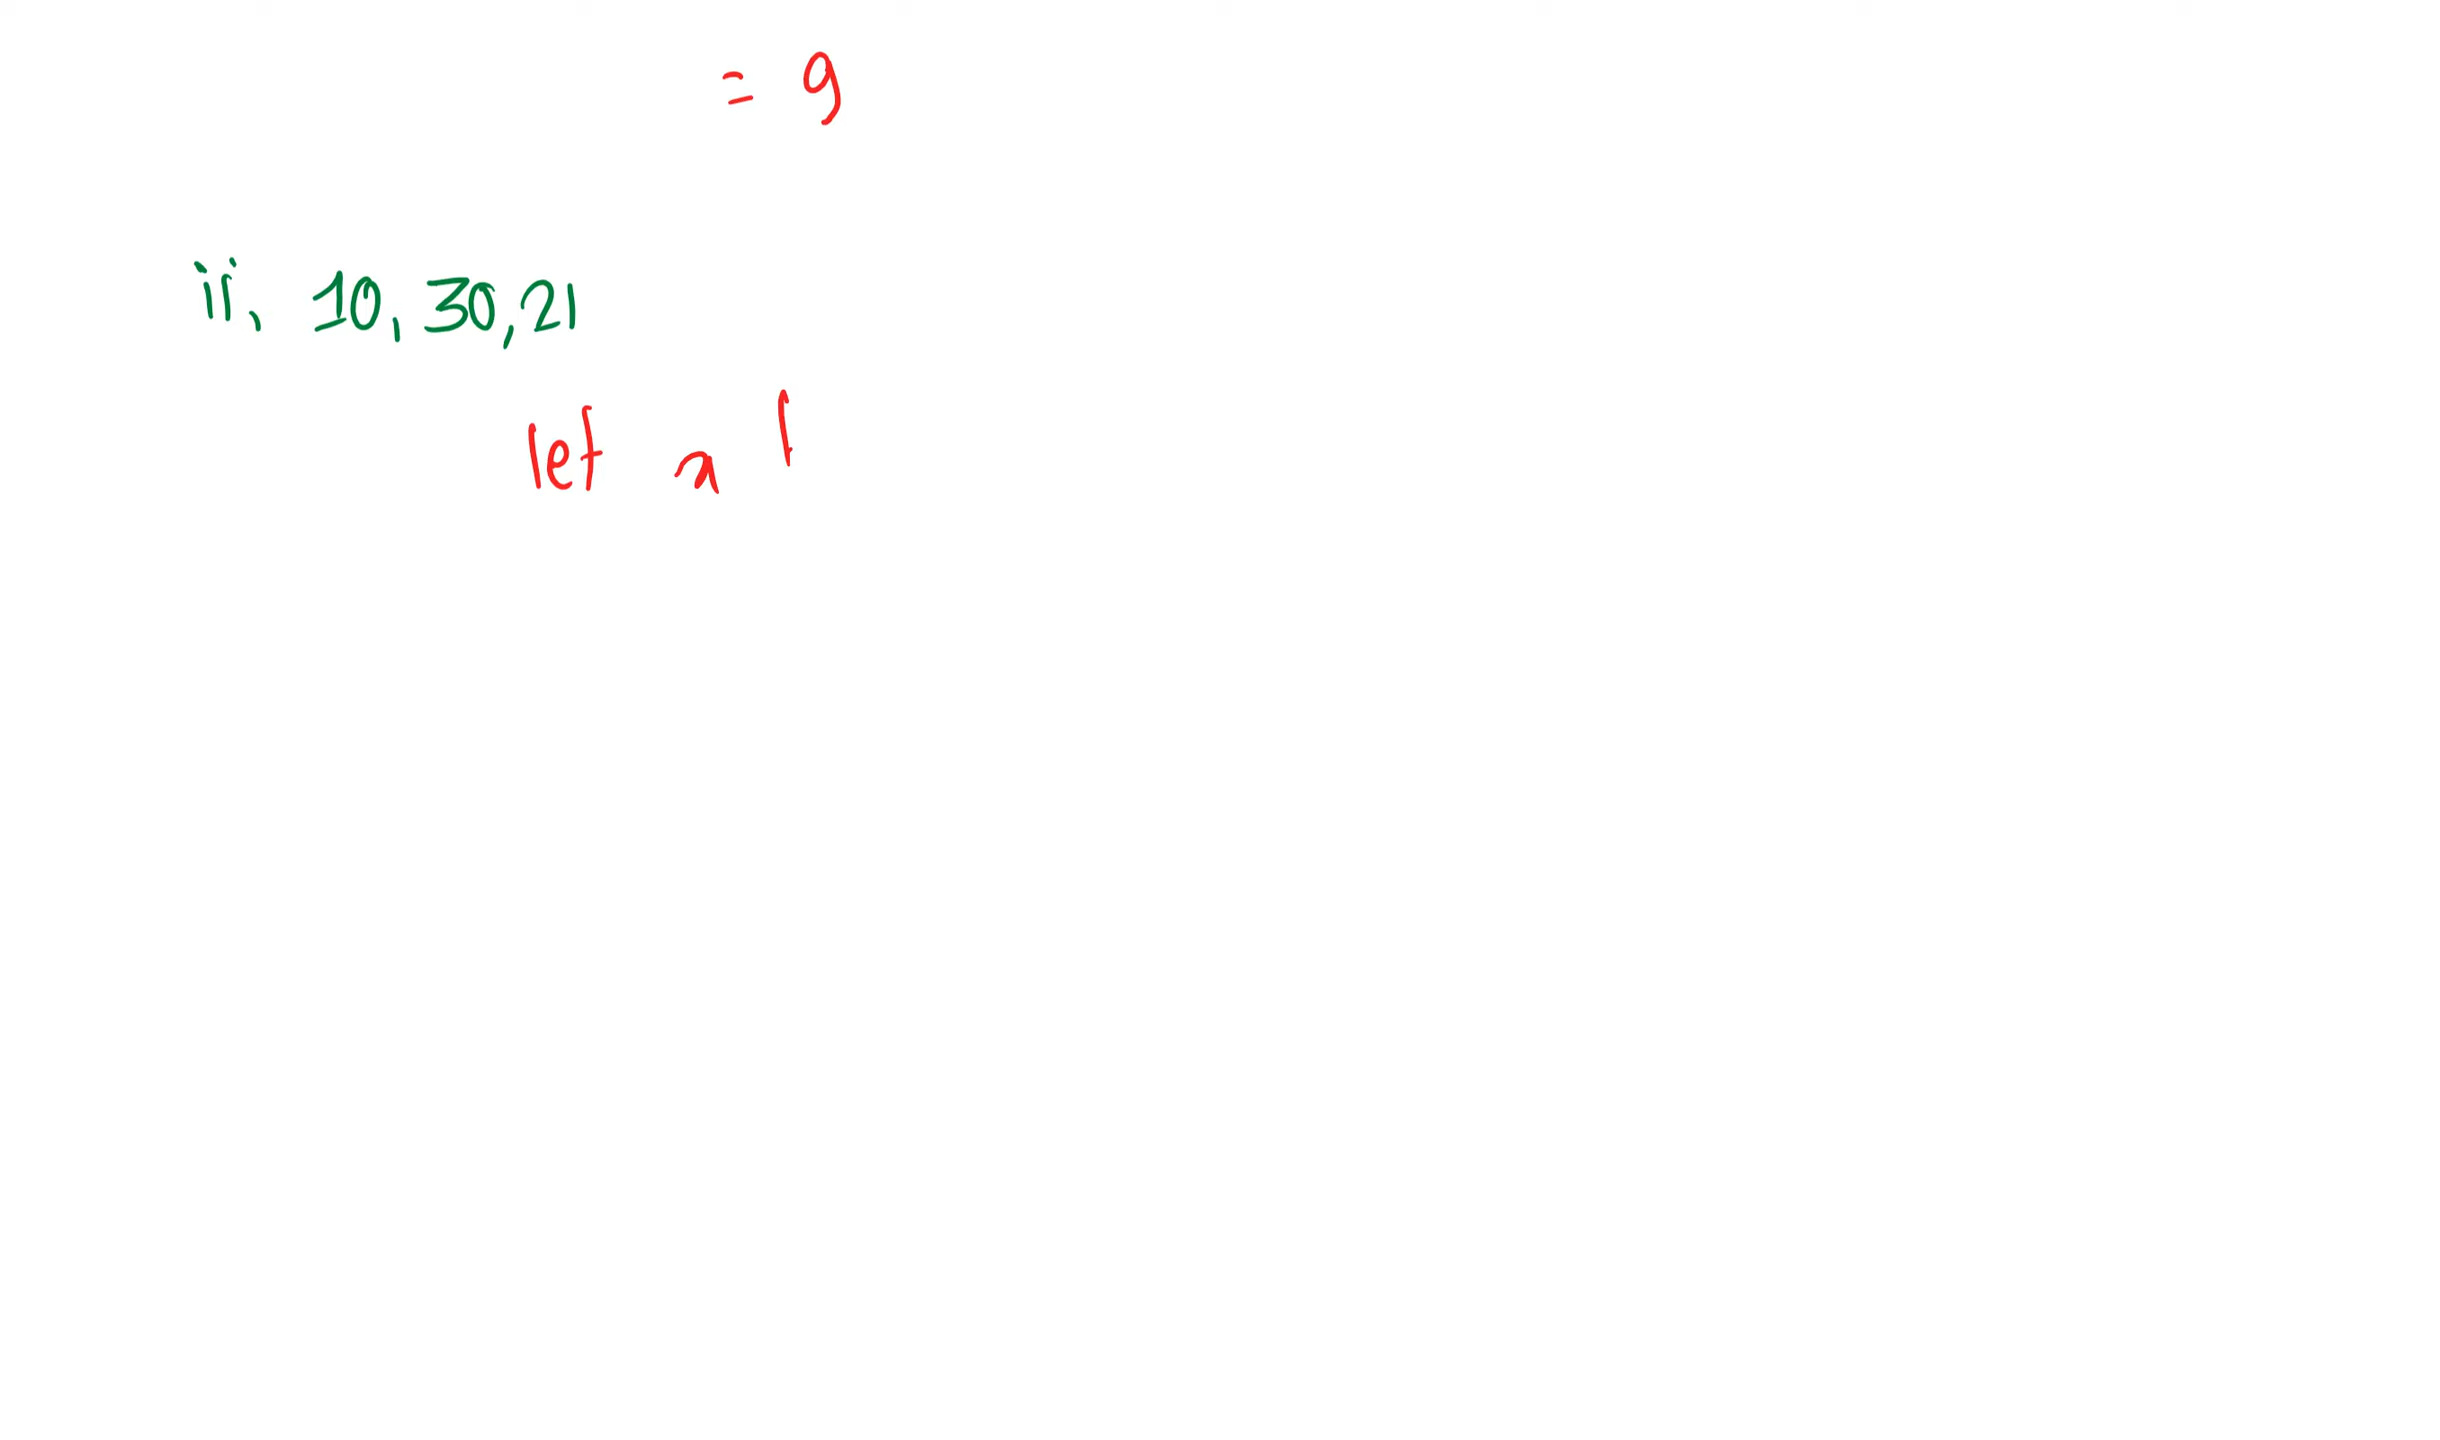 = 9
ii, 10, 30, 21
let x